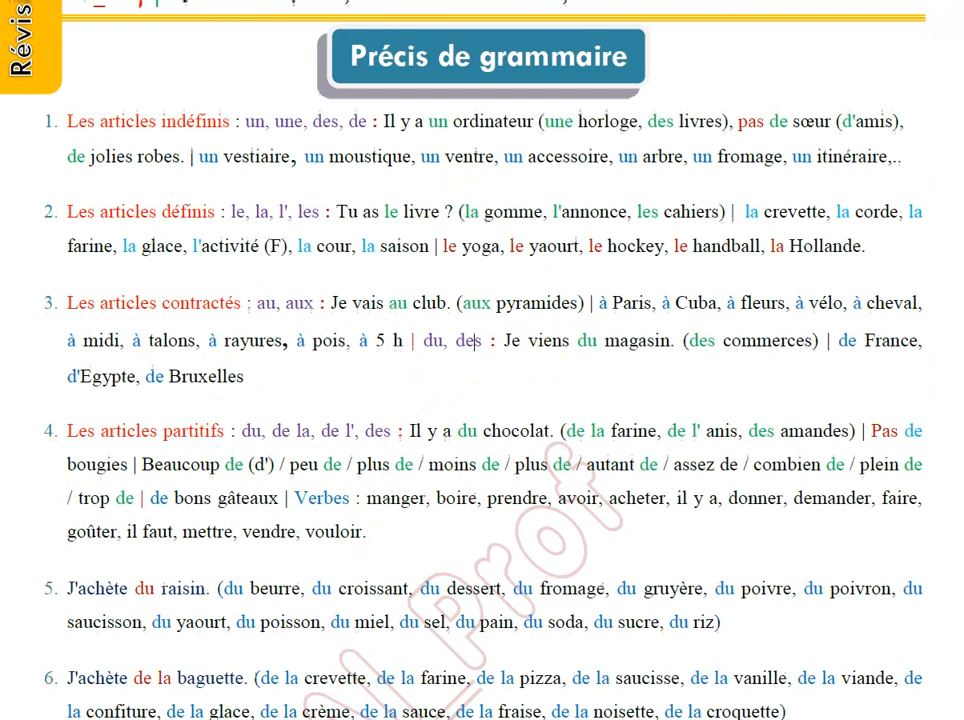 Révis
Précis de grammaire
1. Les articles indéfinis : un, une, des, de : Il y a un ordinateur (une horloge, des livres), pas de sœur (d'amis),
de jolies robes. | un vestiaire, un moustique, un ventre, un accessoire, un arbre, un fromage, un itinéraire,..
2. Les articles définis : le, la, l', les : Tu as le livre ? (la gomme, l'annonce, les cahiers) | la crevette, la corde, la
farine, la glace, l'activité (F), la cour, la saison | le yoga, le yaourt, le hockey, le handball, la Hollande.
3. Les articles contractés : au, aux : Je vais au club. (aux pyramides) | à Paris, à Cuba, à fleurs, à vélo, à cheval,
à midi, à talons, à rayures, à pois, à 5 h | du, des : Je viens du magasin. (des commerces) | de France,
d'Egypte, de Bruxelles
4. Les articles partitifs : du, de la, de l', des : Il y a du chocolat. (de la farine, de l' anis, des amandes) | Pas de
bougies | Beaucoup de (d') / peu de / plus de / moins de / plus de / autant de / assez de / combien de / plein de
/ trop de | de bons gâteaux | Verbes : manger, boire, prendre, avoir, acheter, il y a, donner, demander, faire,
goûter, il faut, mettre, vendre, vouloir.
5. J'achète du raisin. (du beurre, du croissant, du dessert, du fromage, du gruyère, du poivre, du poivron, du
saucisson, du yaourt, du poisson, du miel, du sel, du pain, du soda, du sucre, du riz)
6. J'achète de la baguette. (de la crevette, de la farine, de la pizza, de la saucisse, de la vanille, de la viande, de
la confiture, de la glace, de la crème, de la sauce, de la fraise, de la noisette, de la croquette)
Prof